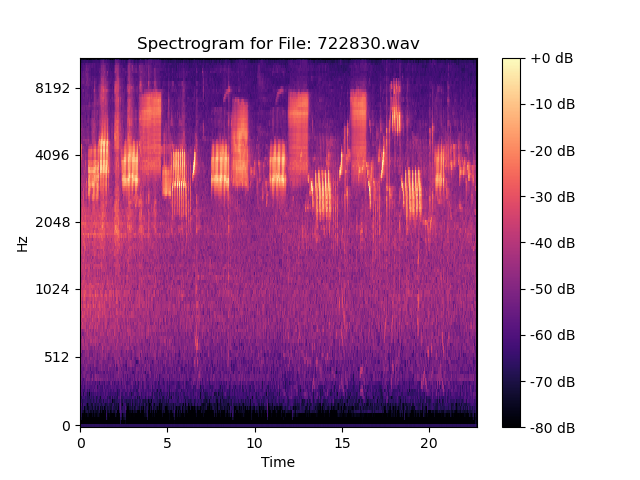 Spectrogram for File: 722830.wav
8192
4096
2048
1024
512
0
Hz
0
5
10
15
20
Time
+0 dB
-10 dB
-20 dB
-30 dB
-40 dB
-50 dB
-60 dB
-70 dB
-80 dB